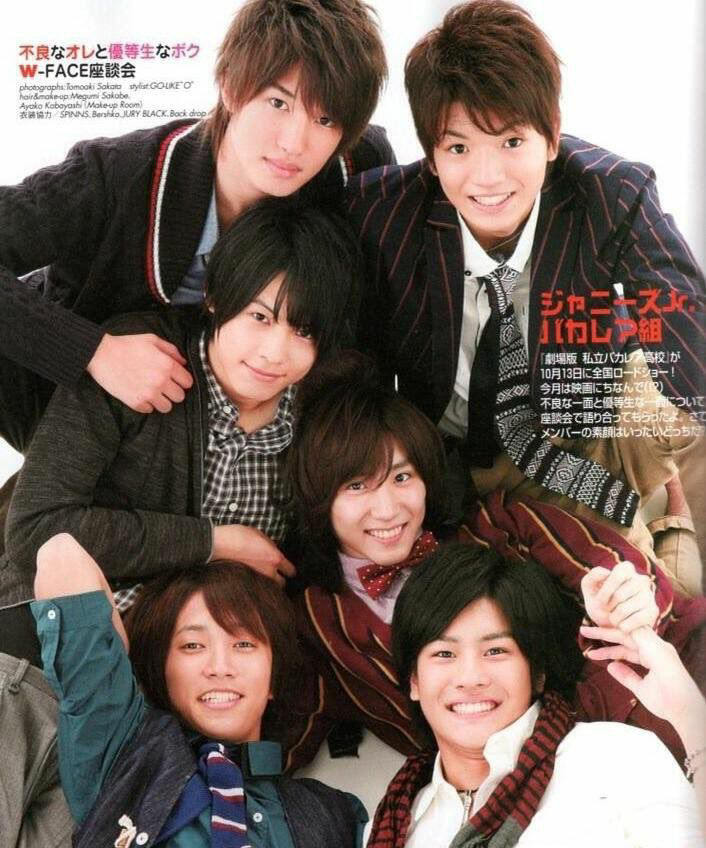 不良なオレと優等生なボク
W-FACE座談会
photographs:Tomoaki Sakata stylist:GO-LIKE"O"
hair&make-up:Megumi Sakabe,
Ayako Kobayashi (Make-up Room)
衣装協力/SPINNS、Bershka、JURY BLACK、Back drop
ジャニーズJr.
バカレア組
『劇場版 私立バカレア高校』が
10月13日に全国ロードショー!
今月は映画にちなんで(!?)
不良な一面と優等生な一面について
座談会で語り合ってもらったよ。さて
メンバーの素顔はいったいどっちだ